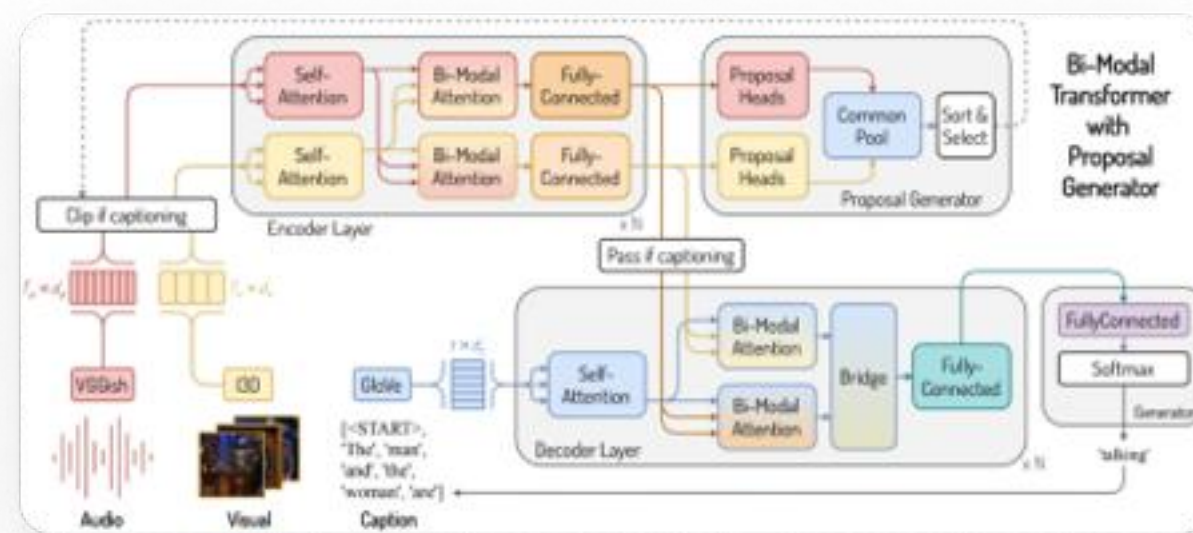 Bi-Modal
Transformer
with
Proposal
Generator
Self-
Attention
Bi-Modal
Attention
Fully-
Connected
Proposal
Heads
Common
Pool
Sort &
Select
Self-
Attention
Bi-Modal
Attention
Fully-
Connected
Proposal
Heads
Proposal Generator
Clip if captioning
Encoder Layer
x N
Pass if captioning
VGGish
I3D
GloVe
Self-
Attention
Bi-Modal
Attention
Bi-Modal
Attention
Bridge
Fully-
Connected
FullyConnected
Softmax
Generator
Decoder Layer
x N
[<START>,
'The', 'man',
'and', 'the',
'woman', 'are']
'talking'
Audio
Visual
Caption